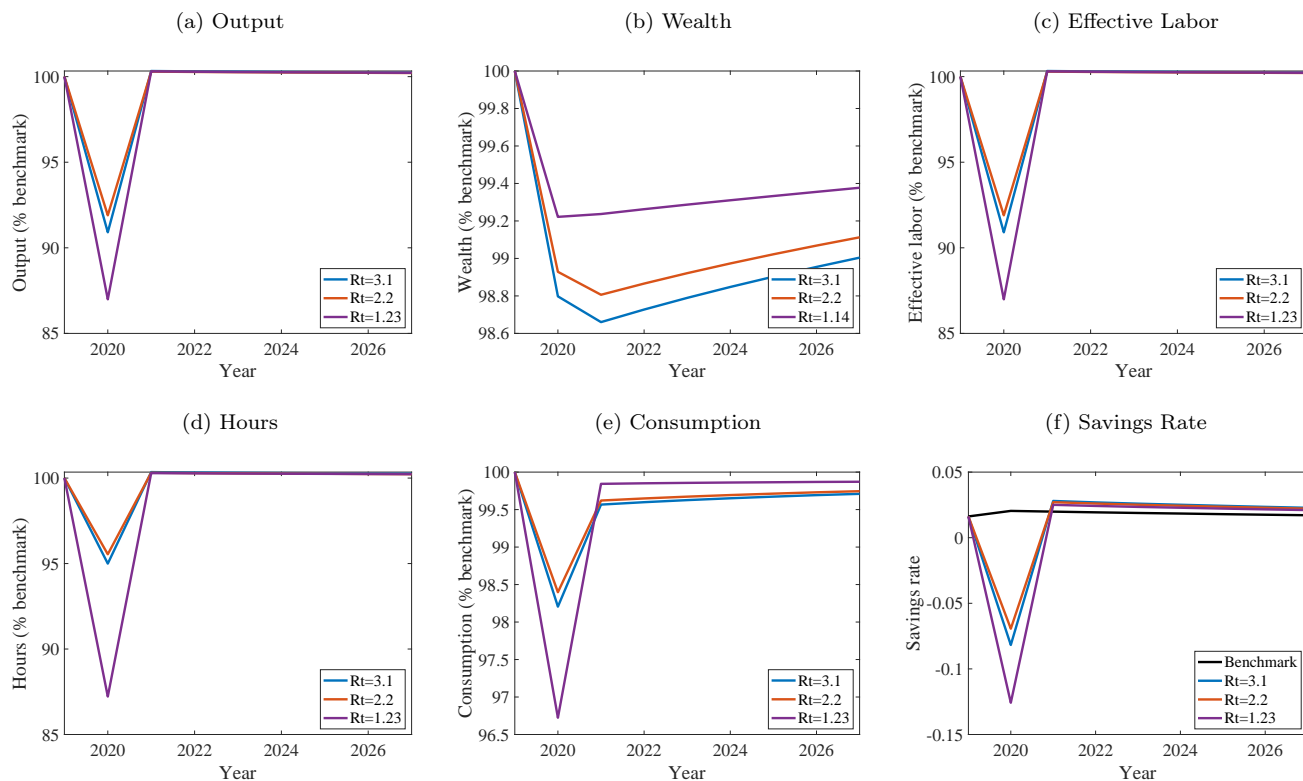 (a) Output
(b) Wealth
(c) Effective Labor
Output (% benchmark)
100
95
90
85
2020 2022 2024 2026
Year
Rt=3.1
Rt=2.2
Rt=1.23
Wealth (% benchmark)
100
99.8
99.6
99.4
99.2
99
98.8
98.6
2020 2022 2024 2026
Year
Rt=3.1
Rt=2.2
Rt=1.14
Effective labor (% benchmark)
100
95
90
85
2020 2022 2024 2026
Year
Rt=3.1
Rt=2.2
Rt=1.23
(d) Hours
(e) Consumption
(f) Savings Rate
Hours (% benchmark)
100
95
90
85
2020 2022 2024 2026
Year
Rt=3.1
Rt=2.2
Rt=1.23
Consumption (% benchmark)
100
99.5
99
98.5
98
97.5
97
96.5
2020 2022 2024 2026
Year
Rt=3.1
Rt=2.2
Rt=1.23
Savings rate
0.05
0
-0.05
-0.1
-0.15
2020 2022 2024 2026
Year
Benchmark
Rt=3.1
Rt=2.2
Rt=1.23